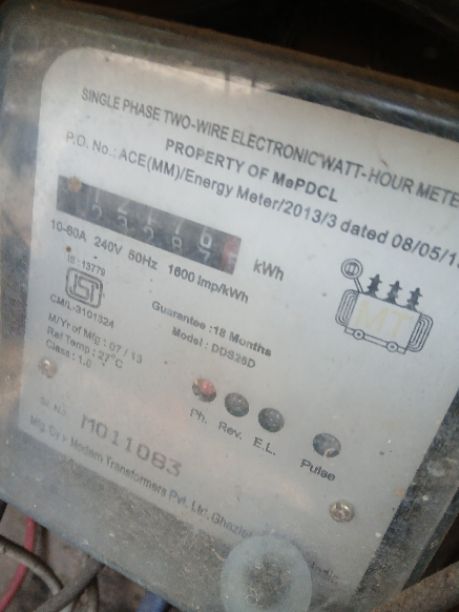 SINGLE PHASE TWO-WIRE ELECTRONIC WATT-HOUR METE
PROPERTY OF MePDCL
P.O. No.: ACE(MM)/Energy Meter/2013/3 dated 08/05/1
kWh
10-60A 240V 50Hz 1600 imp/kWh
IS:13779
ISI
CM/L-3101324
Guarantee :18 Months
M/Yr of Mfg : 07 / 13
Model : DDS26D
Ref Temp : 27°C
Class : 1.0
MT
Ph. Rev. E.L. Pulse
Sr. No. M011083
Mfg. By : Modern Transformers Pvt. Ltd.